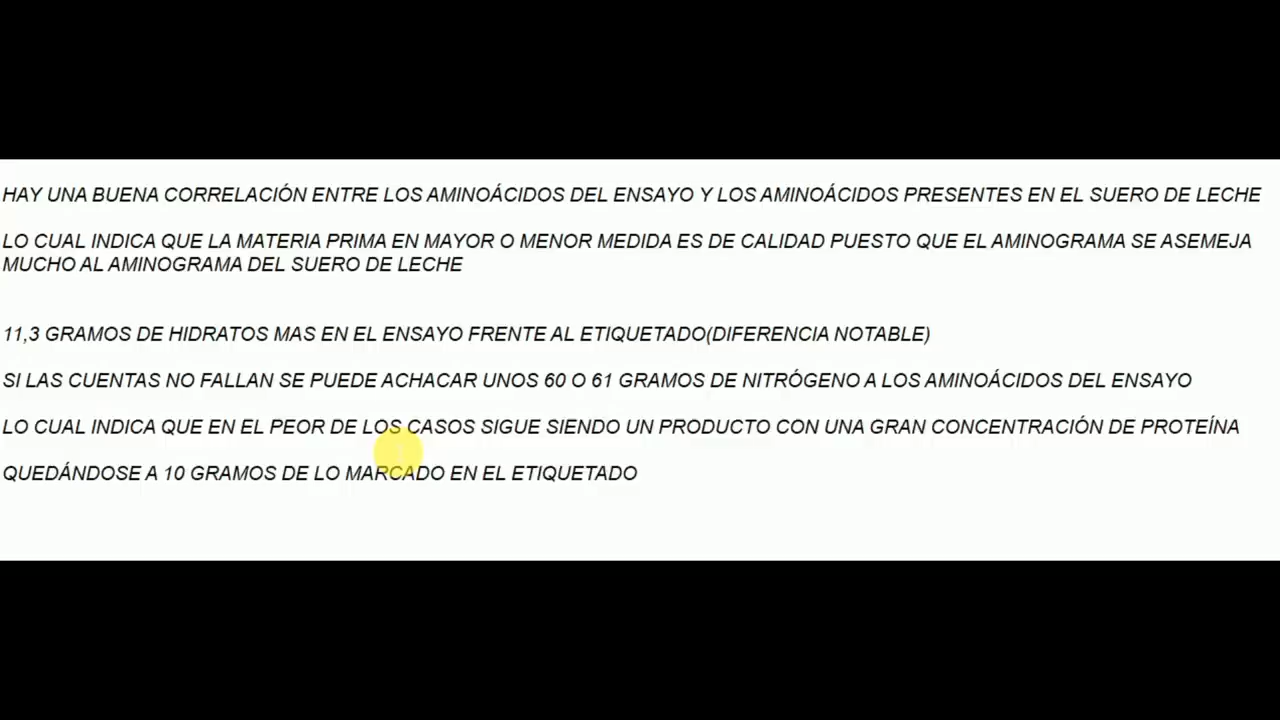 HAY UNA BUENA CORRELACIÓN ENTRE LOS AMINOÁCIDOS DEL ENSAYO Y LOS AMINOÁCIDOS PRESENTES EN EL SUERO DE LECHE
LO CUAL INDICA QUE LA MATERIA PRIMA EN MAYOR O MENOR MEDIDA ES DE CALIDAD PUESTO QUE EL AMINOGRAMA SE ASEMEJA
MUCHO AL AMINOGRAMA DEL SUERO DE LECHE
11,3 GRAMOS DE HIDRATOS MAS EN EL ENSAYO FRENTE AL ETIQUETADO(DIFERENCIA NOTABLE)
SI LAS CUENTAS NO FALLAN SE PUEDE ACHACAR UNOS 60 O 61 GRAMOS DE NITRÓGENO A LOS AMINOÁCIDOS DEL ENSAYO
LO CUAL INDICA QUE EN EL PEOR DE LOS CASOS SIGUE SIENDO UN PRODUCTO CON UNA GRAN CONCENTRACIÓN DE PROTEÍNA
QUEDÁNDOSE A 10 GRAMOS DE LO MARCADO EN EL ETIQUETADO